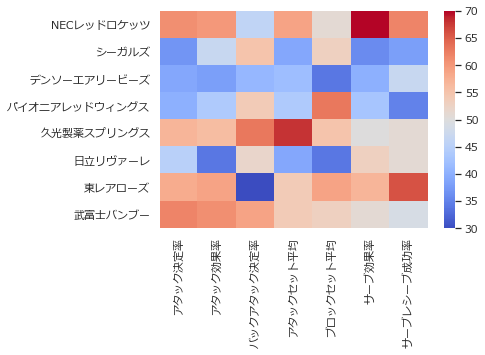 NECレッドロケッツ
シーガルズ
デンソーエアリービーズ
パイオニアレッドウィングス
久光製薬スプリングス
日立リヴァーレ
東レアローズ
武富士バンブー
アタック決定率
アタック効果率
バックアタック決定率
アタックセット平均
ブロックセット平均
サーブ効果率
サーブレシーブ成功率
70
65
60
55
50
45
40
35
30